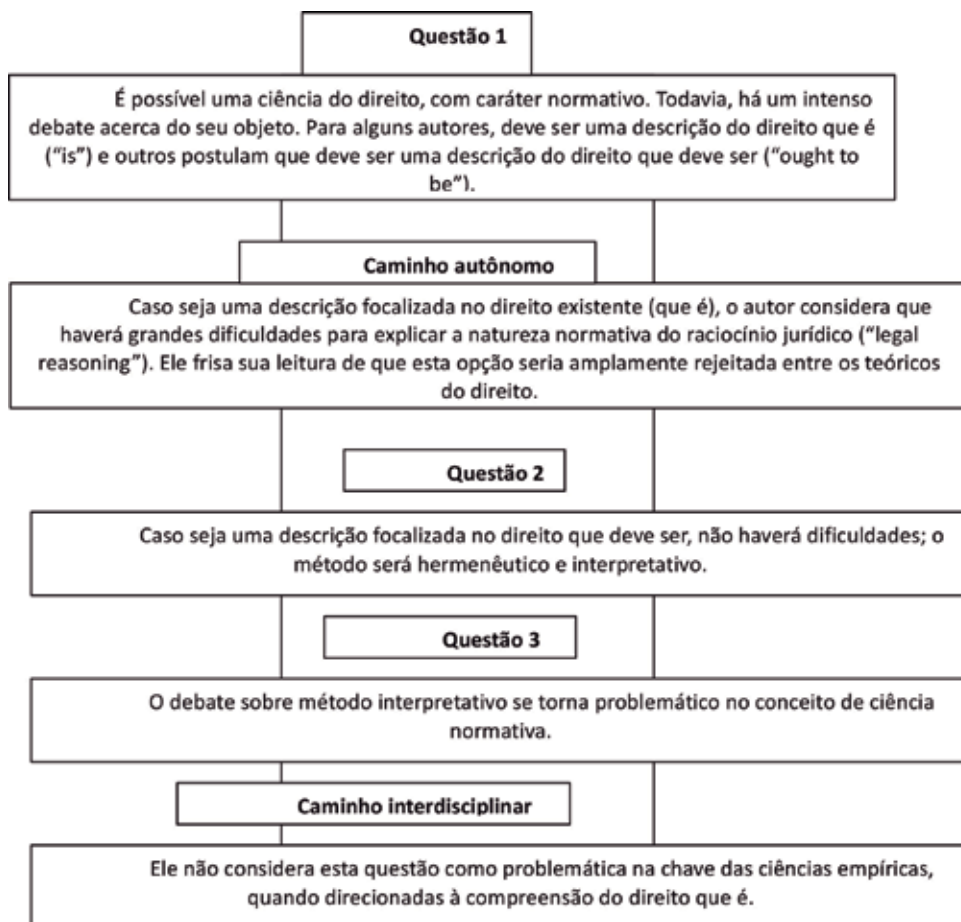 Questão 1
É possível uma ciência do direito, com caráter normativo. Todavia, há um intenso
debate acerca do seu objeto. Para alguns autores, deve ser uma descrição do direito que é
(“is”) e outros postulam que deve ser uma descrição do direito que deve ser (“ought to
be”).
Caminho autônomo
Caso seja uma descrição focalizada no direito existente (que é), o autor considera que
haverá grandes dificuldades para explicar a natureza normativa do raciocínio jurídico (“legal
reasoning”). Ele frisa sua leitura de que esta opção seria amplamente rejeitada entre os teóricos
do direito.
Questão 2
Caso seja uma descrição focalizada no direito que deve ser, não haverá dificuldades; o
método será hermenêutico e interpretativo.
Questão 3
O debate sobre método interpretativo se torna problemático no conceito de ciência
normativa.
Caminho interdisciplinar
Ele não considera esta questão como problemática na chave das ciências empíricas,
quando direcionadas à compreensão do direito que é.